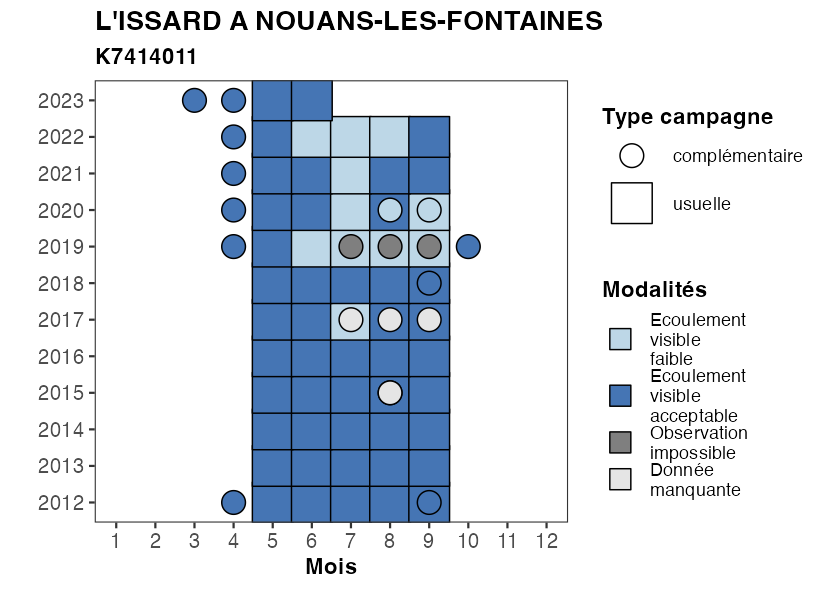 L'ISSARD A NOUANS-LES-FONTAINES
K7414011
2023
2022
2021
2020
2019
2018
2017
2016
2015
2014
2013
2012
1 2 3 4 5 6 7 8 9 10 11 12
Mois
Type campagne
complémentaire
usuelle
Modalités
Ecoulement
visible
faible
Ecoulement
visible
acceptable
Observation
impossible
Donnée
manquante